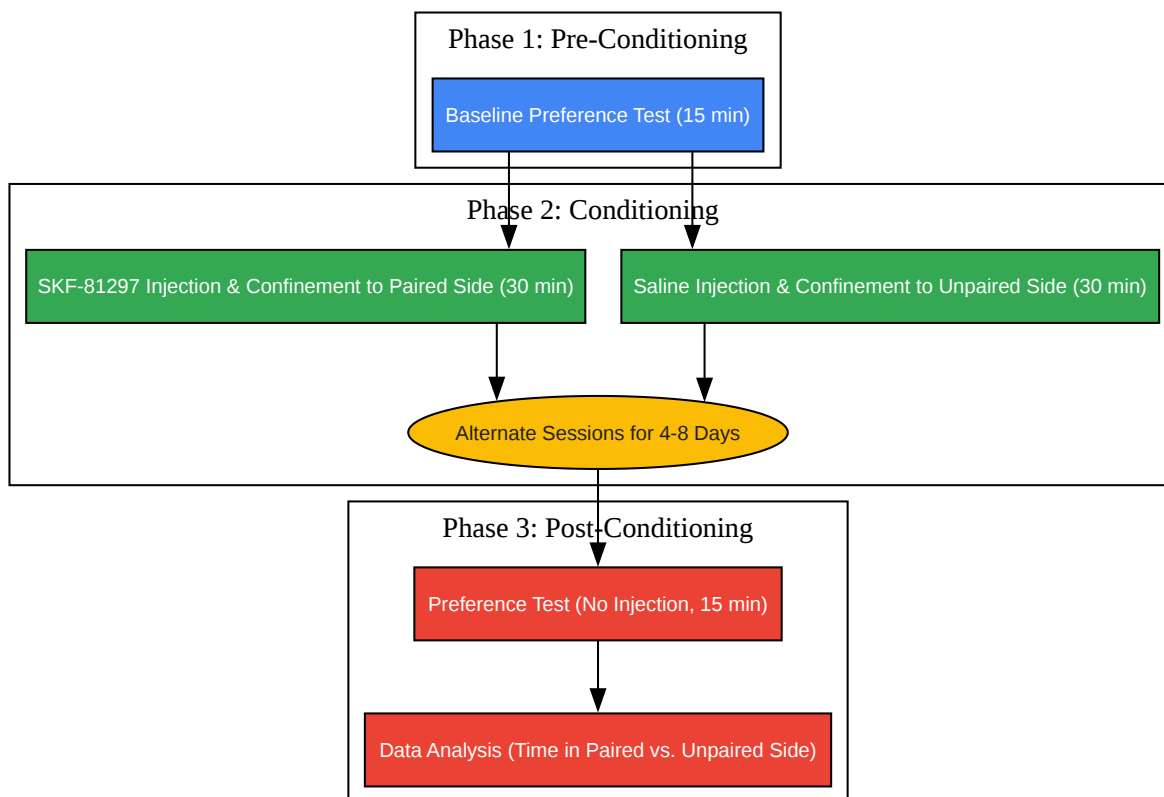 Phase 1: Pre-Conditioning
Baseline Preference Test (15 min)
Phase 2: Conditioning
SKF-81297 Injection & Confinement to Paired Side (30 min)
Saline Injection & Confinement to Unpaired Side (30 min)
Alternate Sessions for 4-8 Days
Phase 3: Post-Conditioning
Preference Test (No Injection, 15 min)
Data Analysis (Time in Paired vs. Unpaired Side)